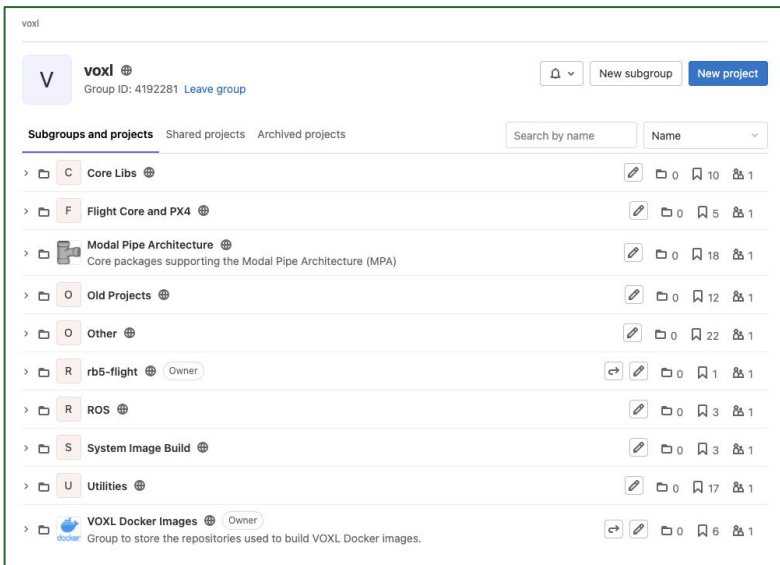 voxl
V
voxl
Group ID: 4192281 Leave group
New subgroup
New project
Subgroups and projects Shared projects Archived projects
Search by name
Name
C Core Libs 0 10 1
F Flight Core and PX4 0 5 1
Modal Pipe Architecture 0 18 1
Core packages supporting the Modal Pipe Architecture (MPA)
O Old Projects 0 12 1
O Other 0 22 1
R rb5-flight Owner 0 1 1
R ROS 0 3 1
S System Image Build 0 3 1
U Utilities 0 17 1
docker VOXL Docker Images Owner 0 6 1
Group to store the repositories used to build VOXL Docker images.